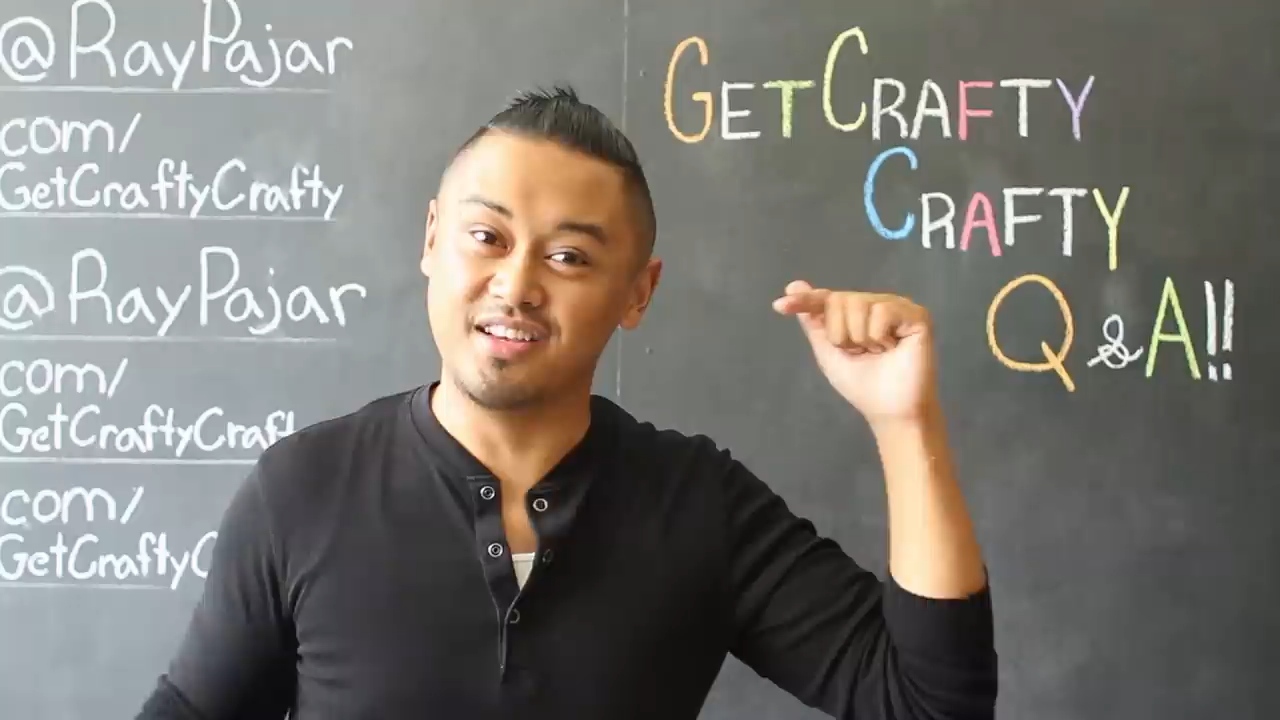 @RayPajar
com/
GetCraftyCrafty
@RayPajar
com/
GetCraftyCraft
com/
GetCraftyC
GETCRAFTY
CRAFTY
Q & A!!